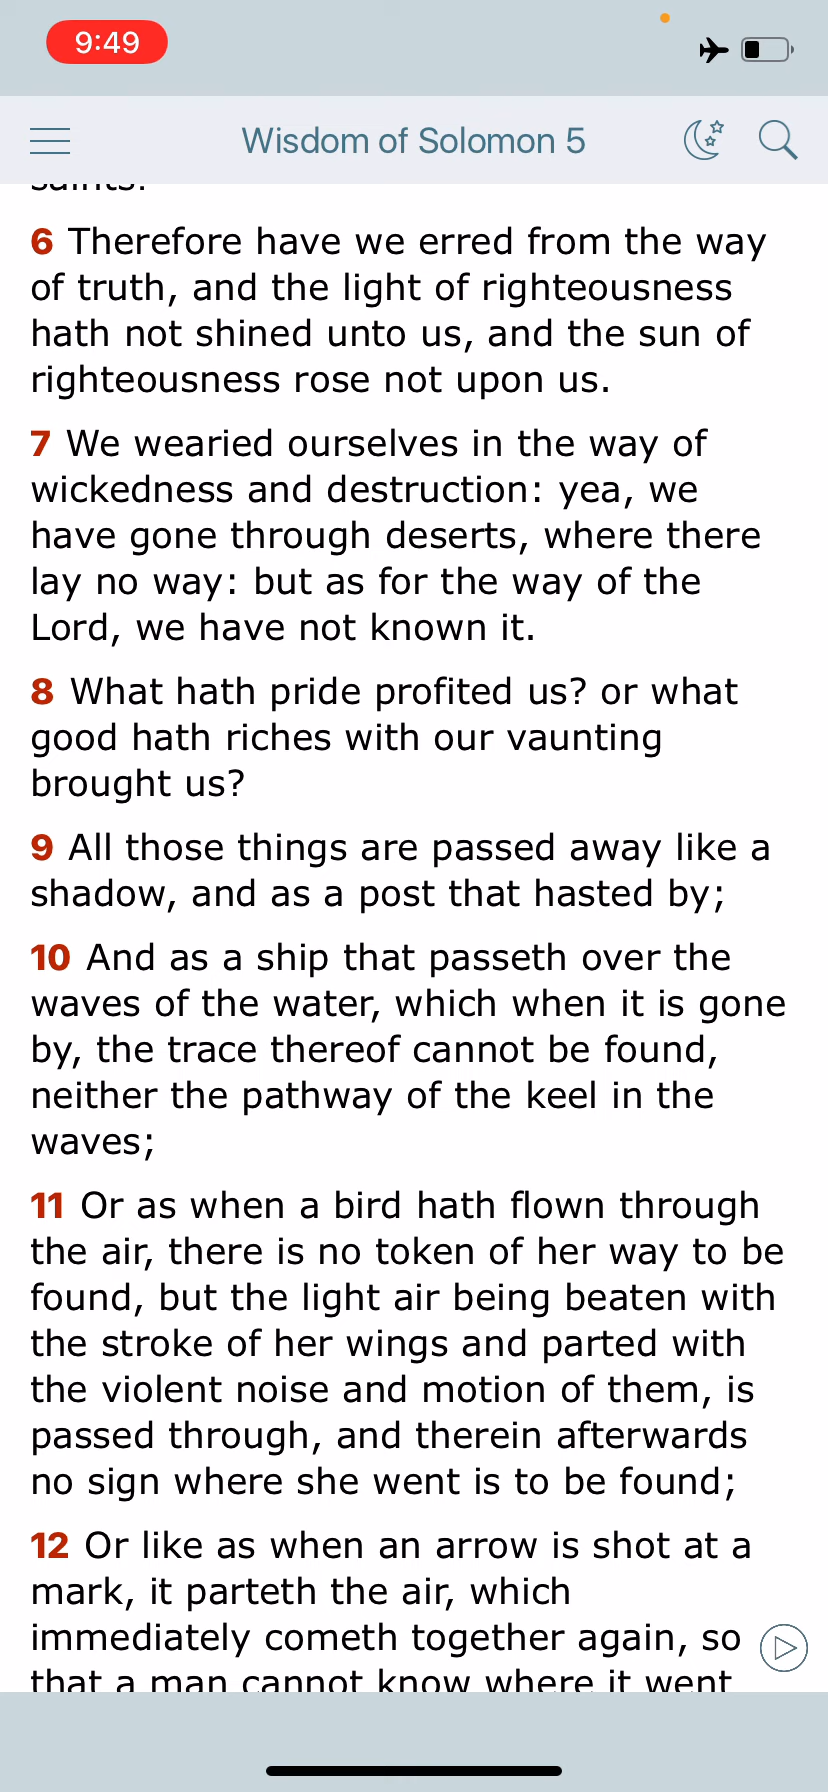 9:49
Wisdom of Solomon 5
saints!
6 Therefore have we erred from the way
of truth, and the light of righteousness
hath not shined unto us, and the sun of
righteousness rose not upon us.
7 We wearied ourselves in the way of
wickedness and destruction: yea, we
have gone through deserts, where there
lay no way: but as for the way of the
Lord, we have not known it.
8 What hath pride profited us? or what
good hath riches with our vaunting
brought us?
9 All those things are passed away like a
shadow, and as a post that hasted by;
10 And as a ship that passeth over the
waves of the water, which when it is gone
by, the trace thereof cannot be found,
neither the pathway of the keel in the
waves;
11 Or as when a bird hath flown through
the air, there is no token of her way to be
found, but the light air being beaten with
the stroke of her wings and parted with
the violent noise and motion of them, is
passed through, and therein afterwards
no sign where she went is to be found;
12 Or like as when an arrow is shot at a
mark, it parteth the air, which
immediately cometh together again, so
that a man cannot know where it went